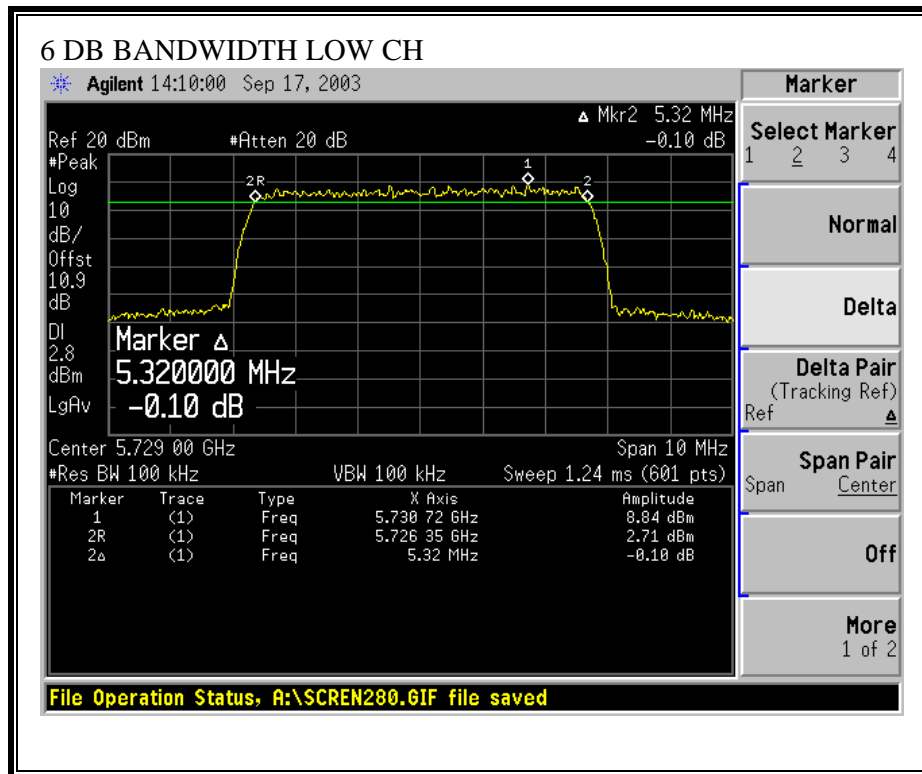 6 DB BANDWIDTH LOW CH
Agilent 14:10:00 Sep 17, 2003
Δ Mkr2 5.32 MHz
Ref 20 dBm #Atten 20 dB -0.10 dB
#Peak
Log
10
dB/
Offst
10.9
dB
DI
2.8
dBm
LgAv
1
2R
2
Marker Δ
5.320000 MHz
-0.10 dB
Center 5.729 00 GHz Span 10 MHz
#Res BW 100 kHz VBW 100 kHz Sweep 1.24 ms (601 pts)
Marker Trace Type X Axis Amplitude
1 (1) Freq 5.730 72 GHz 8.84 dBm
2R (1) Freq 5.726 35 GHz 2.71 dBm
2Δ (1) Freq 5.32 MHz -0.10 dB
File Operation Status, A:\SCREN280.GIF file saved
Marker
Select Marker
1 2 3 4
Normal
Delta
Delta Pair
(Tracking Ref)
Ref Δ
Span Pair
Span Center
Off
More
1 of 2